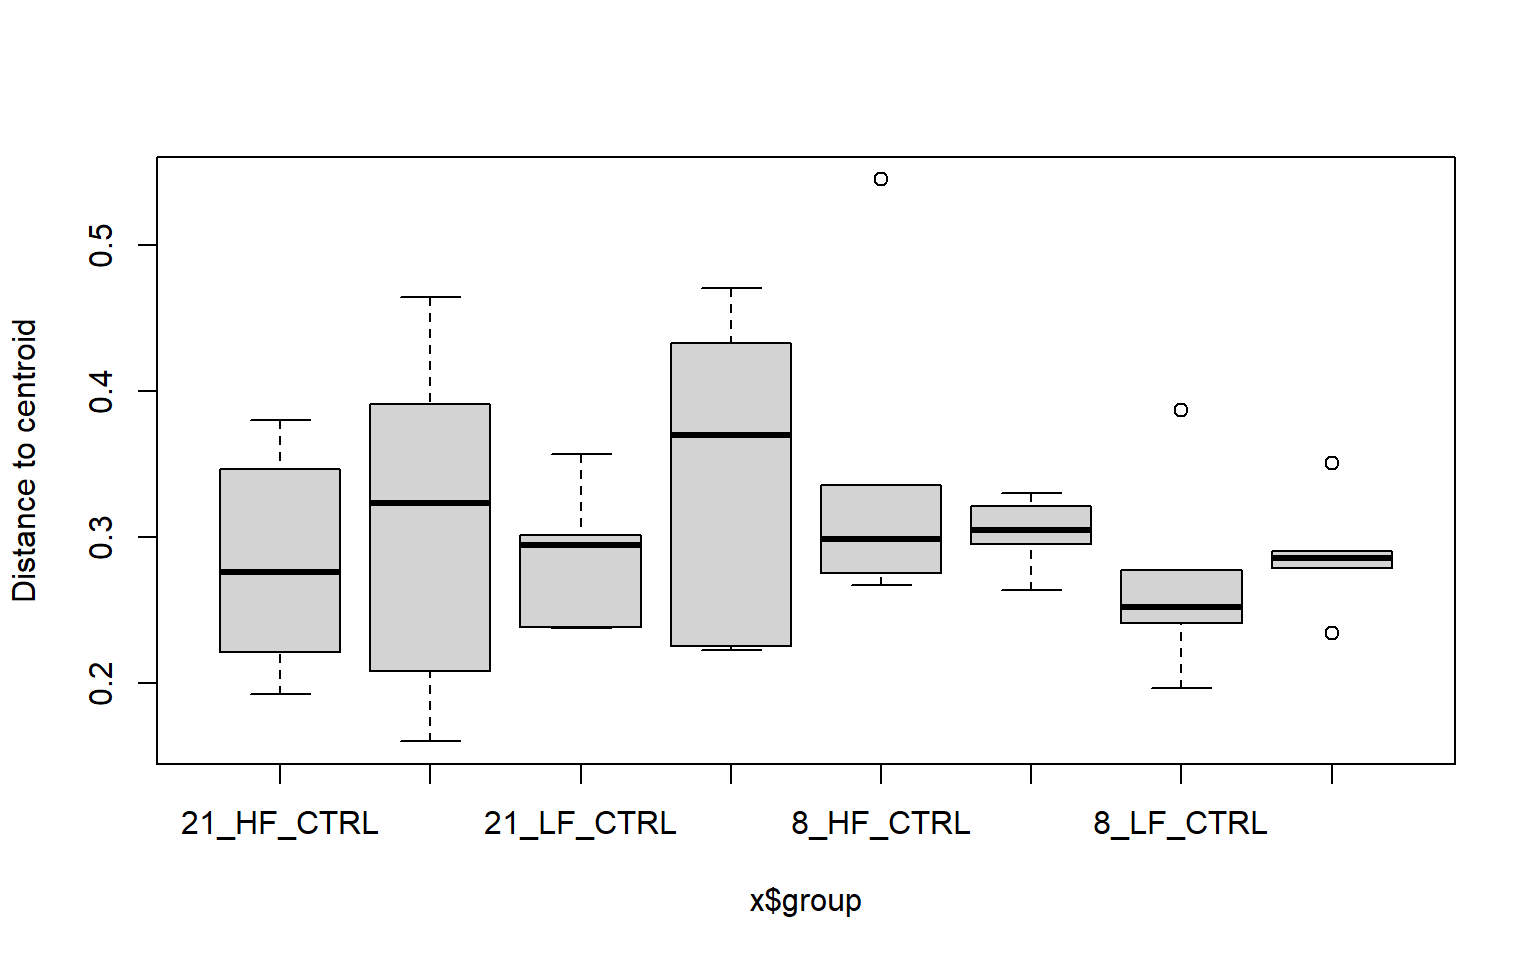 Distance to centroid
0.5
0.4
0.3
0.2
21_HF_CTRL 21_LF_CTRL 8_HF_CTRL 8_LF_CTRL
x$group